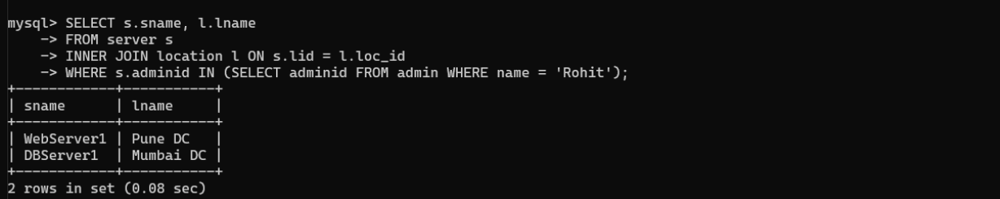 mysql> SELECT s.sname, l.lname
    -> FROM server s
    -> INNER JOIN location l ON s.lid = l.loc_id
    -> WHERE s.adminid IN (SELECT adminid FROM admin WHERE name = 'Rohit');
+------------+-----------+
| sname      | lname     |
+------------+-----------+
| WebServer1 | Pune DC   |
| DBServer1  | Mumbai DC |
+------------+-----------+
2 rows in set (0.08 sec)